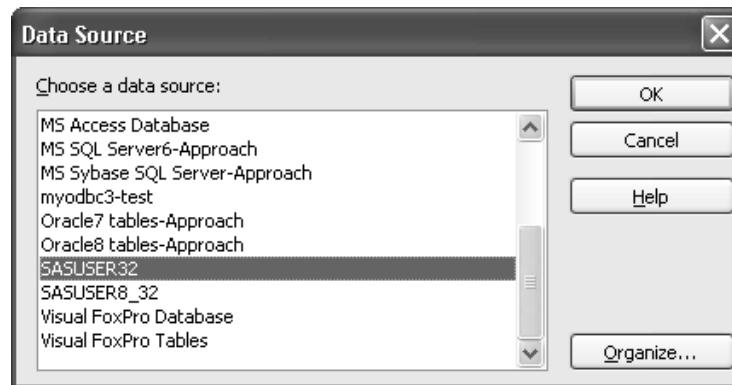 Data Source
Choose a data source:
MS Access Database
MS SQL Server6-Approach
MS Sybase SQL Server-Approach
myodbc3-test
Oracle7 tables-Approach
Oracle8 tables-Approach
SASUSER32
SASUSER8_32
Visual FoxPro Database
Visual FoxPro Tables
OK
Cancel
Help
Organize...